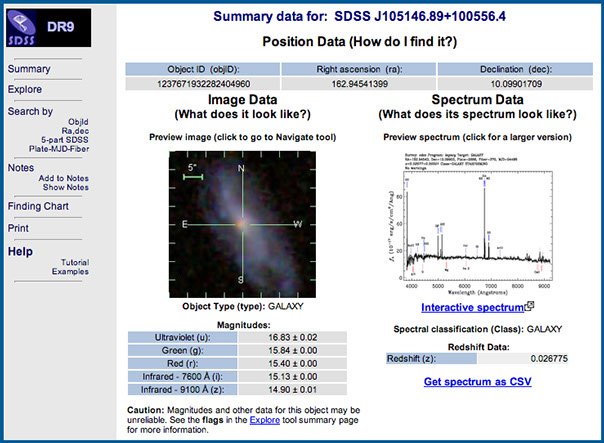 SDSS
DR9
Summary
Explore
Search by
ObjId
Ra,dec
5-part SDSS
Plate-MJD-Fiber
Notes
Add to Notes
Show Notes
Finding Chart
Print
Help
Tutorial
Examples
Summary data for: SDSS J105146.89+100556.4
Position Data (How do I find it?)
Object ID (objID): Right ascension (ra): Declination (dec):
1237671932282404960 162.94541399 10.09901709
Image Data
(What does it look like?)
Preview image (click to go to Navigate tool)
5"
N
E W
S
Object Type (type): GALAXY
Magnitudes:
Ultraviolet (u): 16.83 ± 0.02
Green (g): 15.84 ± 0.00
Red (r): 15.40 ± 0.00
Infrared - 7600 Å (i): 15.13 ± 0.00
Infrared - 9100 Å (z): 14.90 ± 0.01
Caution: Magnitudes and other data for this object may be
unreliable. See the flags in the Explore tool summary page
for more information.
Spectrum Data
(What does its spectrum look like?)
Preview spectrum (click for a larger version)
4000 5000 6000 7000 8000 9000
Wavelength (Angstroms)
Interactive spectrum
Spectral classification (Class): GALAXY
Redshift Data:
Redshift (z): 0.026775
Get spectrum as CSV